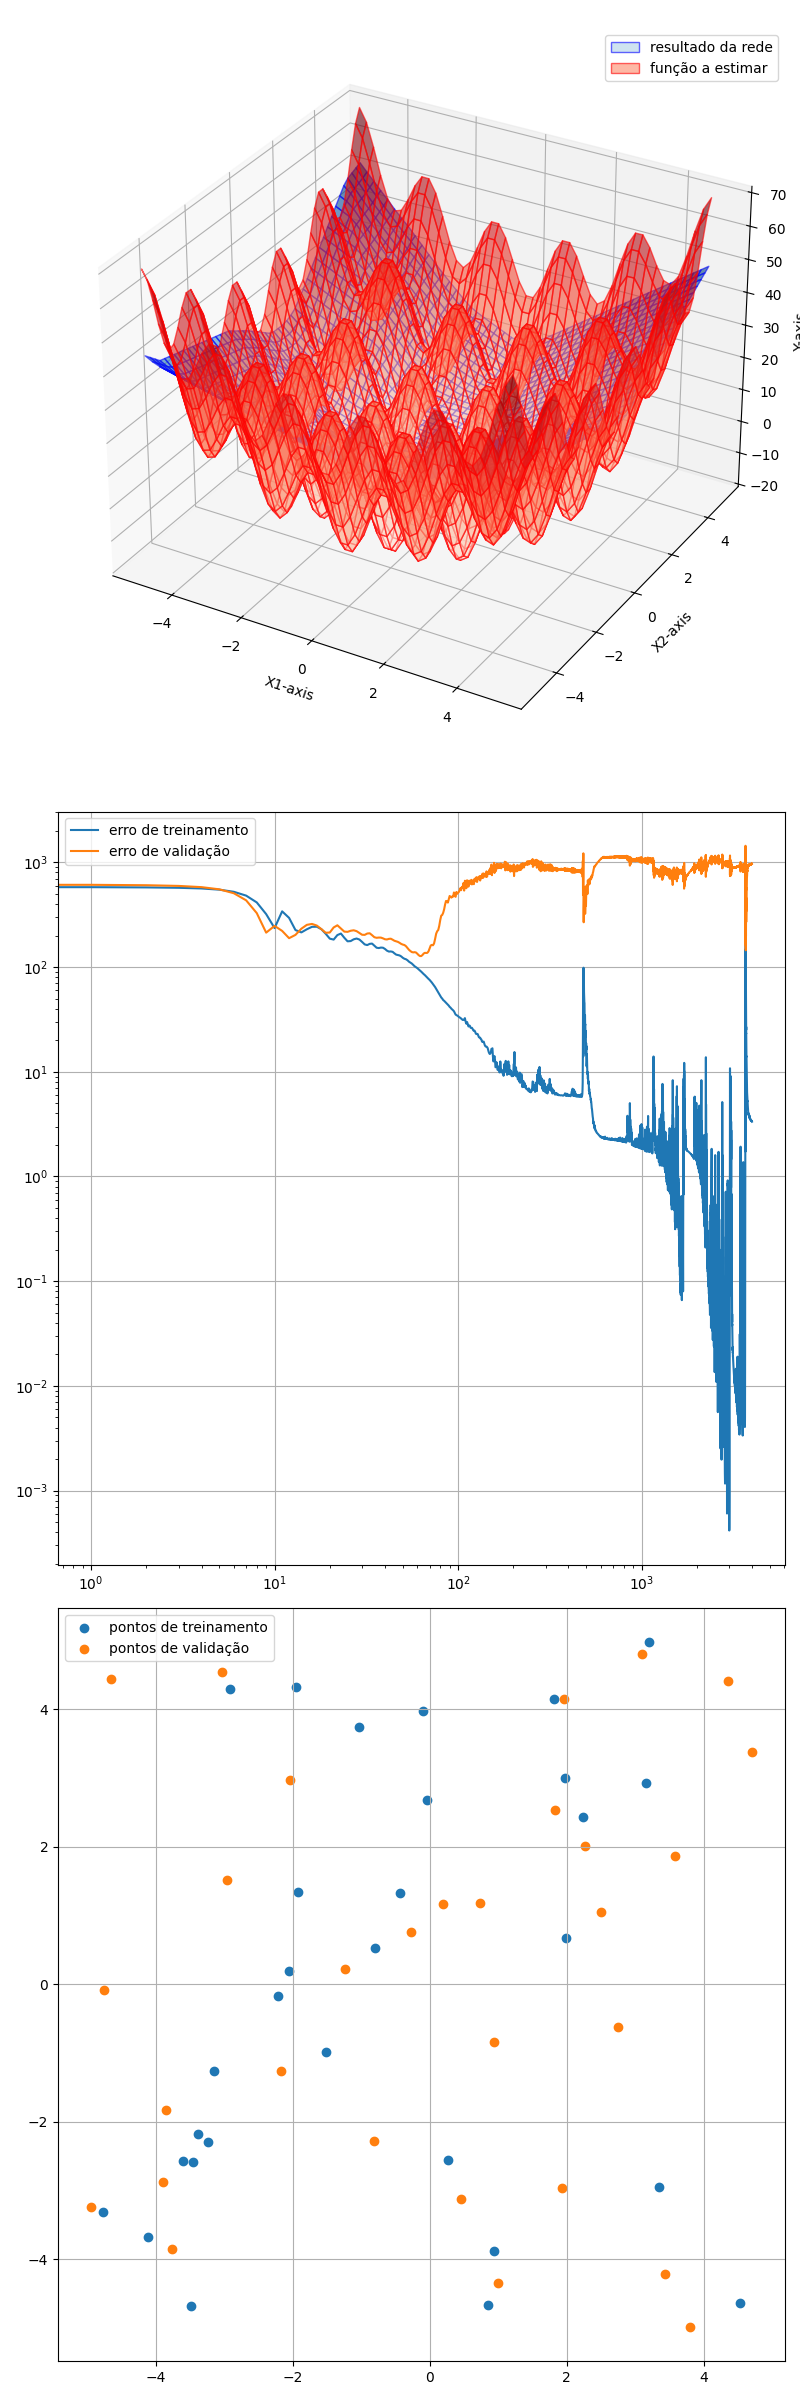 resultado da rede
função a estimar
70
60
50
40
30
20
10
0
−10
−20
−4
−2
0
2
4
X1-axis
−4
−2
0
2
4
X2-axis
Y-axis
erro de treinamento
erro de validação
10³
10²
10¹
10⁰
10⁻¹
10⁻²
10⁻³
10⁰ 10¹ 10² 10³
pontos de treinamento
pontos de validação
4
2
0
−2
−4
−4 −2 0 2 4